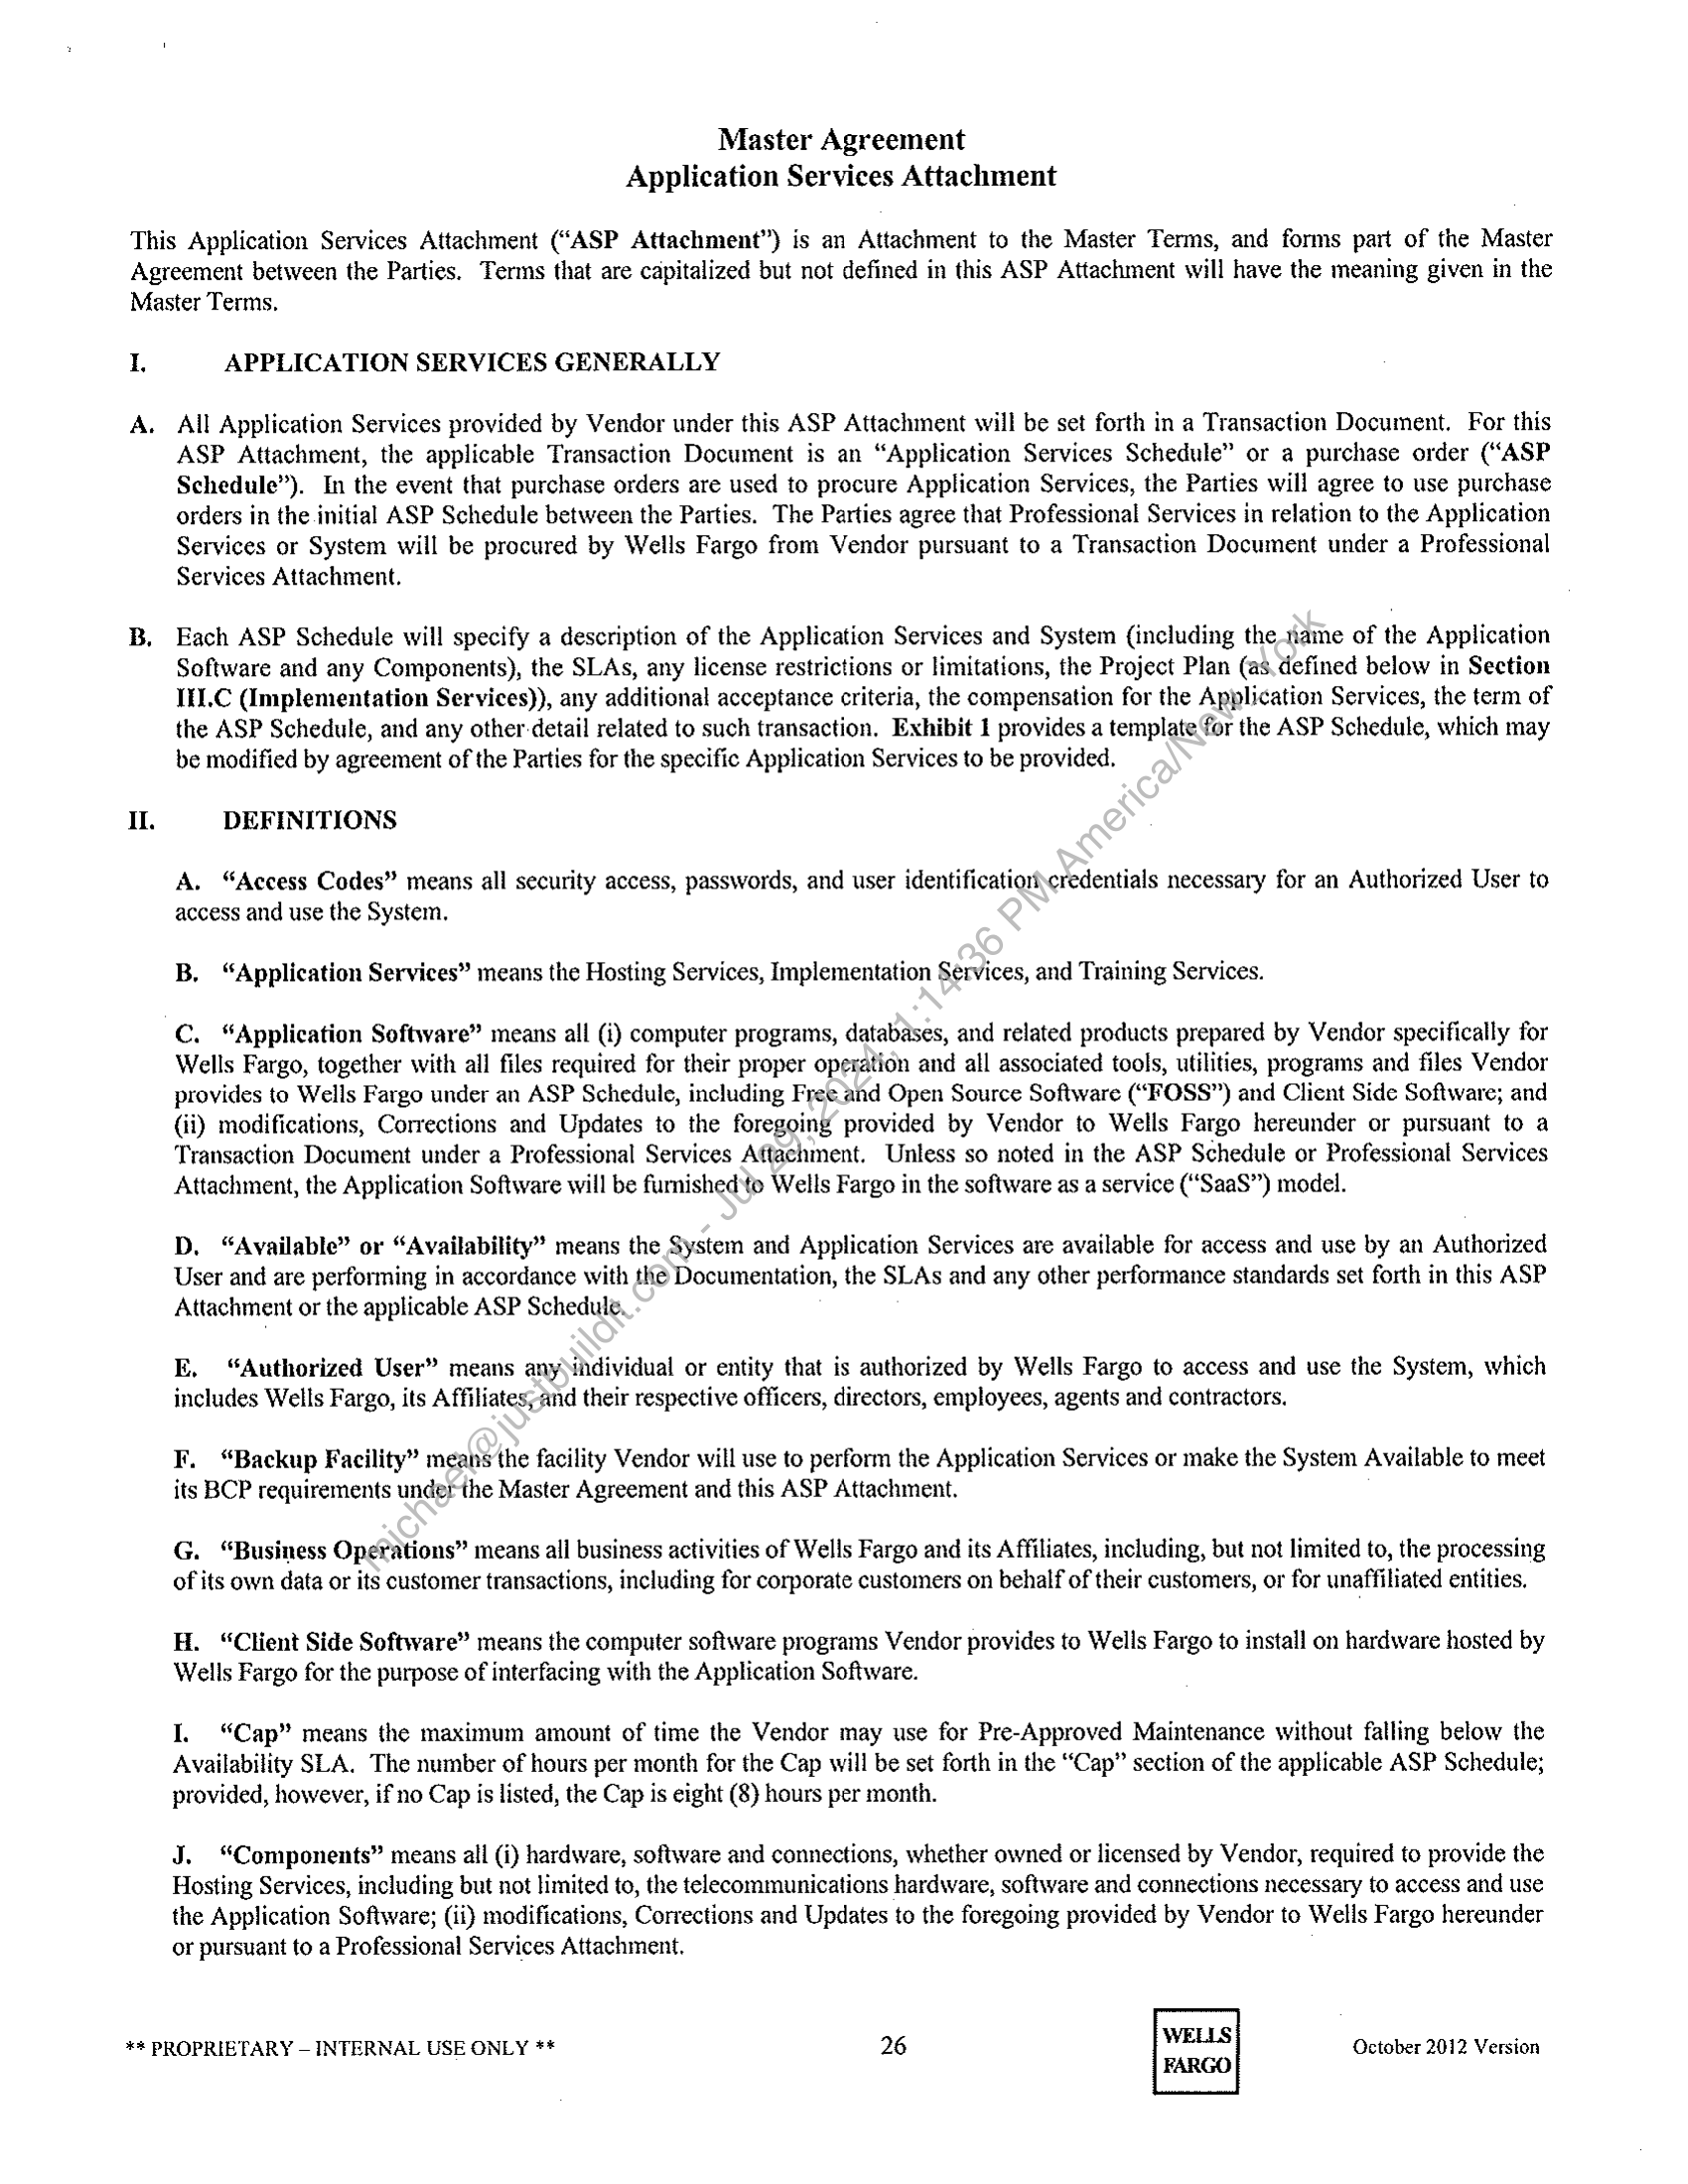 Master Agreement
Application Services Attachment
This Application Services Attachment (“ASP Attachment”) is an Attachment to the Master Terms, and forms part of the Master
Agreement between the Parties. Terms that are capitalized but not defined in this ASP Attachment will have the meaning given in the
Master Terms.
I. APPLICATION SERVICES GENERALLY
A. All Application Services provided by Vendor under this ASP Attachment will be set forth in a Transaction Document. For this
ASP Attachment, the applicable Transaction Document is an “Application Services Schedule” or a purchase order (“ASP
Schedule”). In the event that purchase orders are used to procure Application Services, the Parties will agree to use purchase
orders in the initial ASP Schedule between the Parties. The Parties agree that Professional Services in relation to the Application
Services or System will be procured by Wells Fargo from Vendor pursuant to a Transaction Document under a Professional
Services Attachment.
B. Each ASP Schedule will specify a description of the Application Services and System (including the name of the Application
Software and any Components), the SLAs, any license restrictions or limitations, the Project Plan (as defined below in Section
III.C (Implementation Services)), any additional acceptance criteria, the compensation for the Application Services, the term of
the ASP Schedule, and any other detail related to such transaction. Exhibit 1 provides a template for the ASP Schedule, which may
be modified by agreement of the Parties for the specific Application Services to be provided.
II. DEFINITIONS
A. “Access Codes” means all security access, passwords, and user identification credentials necessary for an Authorized User to
access and use the System.
B. “Application Services” means the Hosting Services, Implementation Services, and Training Services.
C. “Application Software” means all (i) computer programs, databases, and related products prepared by Vendor specifically for
Wells Fargo, together with all files required for their proper operation and all associated tools, utilities, programs and files Vendor
provides to Wells Fargo under an ASP Schedule, including Free and Open Source Software (“FOSS”) and Client Side Software; and
(ii) modifications, Corrections and Updates to the foregoing provided by Vendor to Wells Fargo hereunder or pursuant to a
Transaction Document under a Professional Services Attachment. Unless so noted in the ASP Schedule or Professional Services
Attachment, the Application Software will be furnished to Wells Fargo in the software as a service (“SaaS”) model.
D. “Available” or “Availability” means the System and Application Services are available for access and use by an Authorized
User and are performing in accordance with the Documentation, the SLAs and any other performance standards set forth in this ASP
Attachment or the applicable ASP Schedule.
E. “Authorized User” means any individual or entity that is authorized by Wells Fargo to access and use the System, which
includes Wells Fargo, its Affiliates, and their respective officers, directors, employees, agents and contractors.
F. “Backup Facility” means the facility Vendor will use to perform the Application Services or make the System Available to meet
its BCP requirements under the Master Agreement and this ASP Attachment.
G. “Business Operations” means all business activities of Wells Fargo and its Affiliates, including, but not limited to, the processing
of its own data or its customer transactions, including for corporate customers on behalf of their customers, or for unaffiliated entities.
H. “Client Side Software” means the computer software programs Vendor provides to Wells Fargo to install on hardware hosted by
Wells Fargo for the purpose of interfacing with the Application Software.
I. “Cap” means the maximum amount of time the Vendor may use for Pre-Approved Maintenance without falling below the
Availability SLA. The number of hours per month for the Cap will be set forth in the “Cap” section of the applicable ASP Schedule;
provided, however, if no Cap is listed, the Cap is eight (8) hours per month.
J. “Components” means all (i) hardware, software and connections, whether owned or licensed by Vendor, required to provide the
Hosting Services, including but not limited to, the telecommunications hardware, software and connections necessary to access and use
the Application Software; (ii) modifications, Corrections and Updates to the foregoing provided by Vendor to Wells Fargo hereunder
or pursuant to a Professional Services Attachment.
michael@justbuildit.com - Jul 29, 2024, 1:14:36 PM America/New_York
** PROPRIETARY – INTERNAL USE ONLY **
26
WELLS
FARGO
October 2012 Version